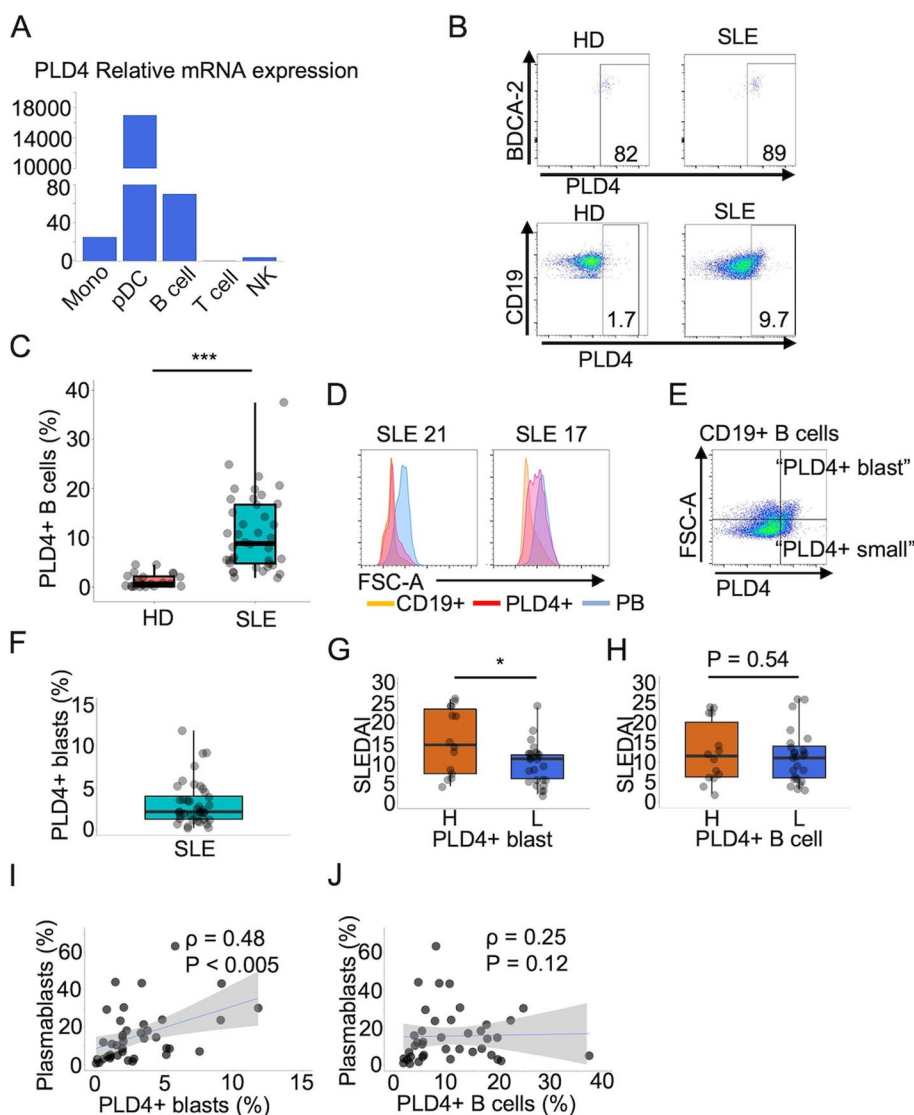 A
PLD4 Relative mRNA expression
18000
14000
10000
80
40
0
Mono
pDC
B cell
T cell
NK
B
HD
SLE
BDCA-2
82
89
PLD4
HD
SLE
CD19
1.7
9.7
PLD4
C
***
PLD4+ B cells (%)
40
30
20
10
0
HD
SLE
D
SLE 21
SLE 17
FSC-A
CD19+
PLD4+
PB
E
CD19+ B cells
"PLD4+ blast"
"PLD4+ small"
FSC-A
PLD4
F
PLD4+ blasts (%)
15
10
5
0
SLE
G
*
SLEDAI
30
25
20
15
10
5
0
H
L
PLD4+ blast
H
P = 0.54
SLEDAI
30
25
20
15
10
5
0
H
L
PLD4+ B cell
I
ρ = 0.48
P < 0.005
Plasmablasts (%)
60
40
20
0
0
5
10
15
PLD4+ blasts (%)
J
ρ = 0.25
P = 0.12
Plasmablasts (%)
60
40
20
0
0
10
20
30
40
PLD4+ B cells (%)